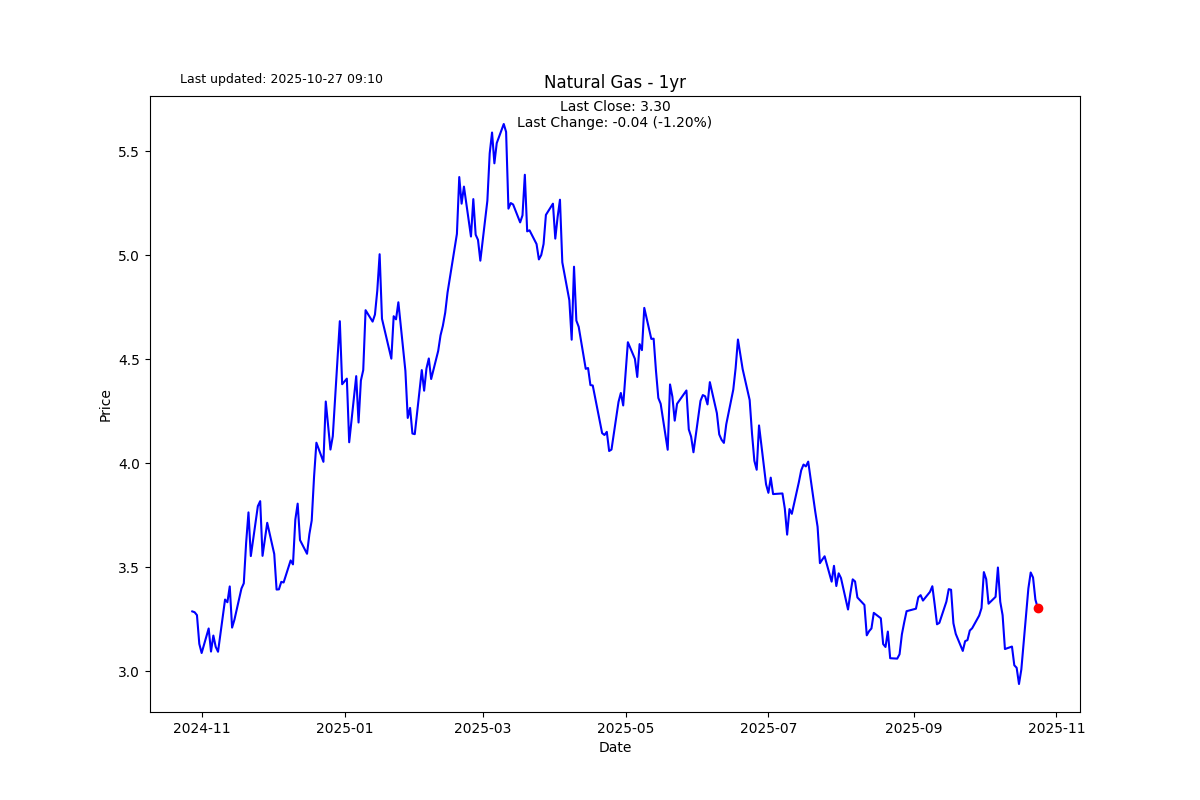 Last updated: 2025-10-27 09:10
Natural Gas - 1yr
Last Close: 3.30
Last Change: -0.04 (-1.20%)
5.5
5.0
4.5
4.0
3.5
3.0
Price
2024-11
2025-01
2025-03
2025-05
2025-07
2025-09
2025-11
Date